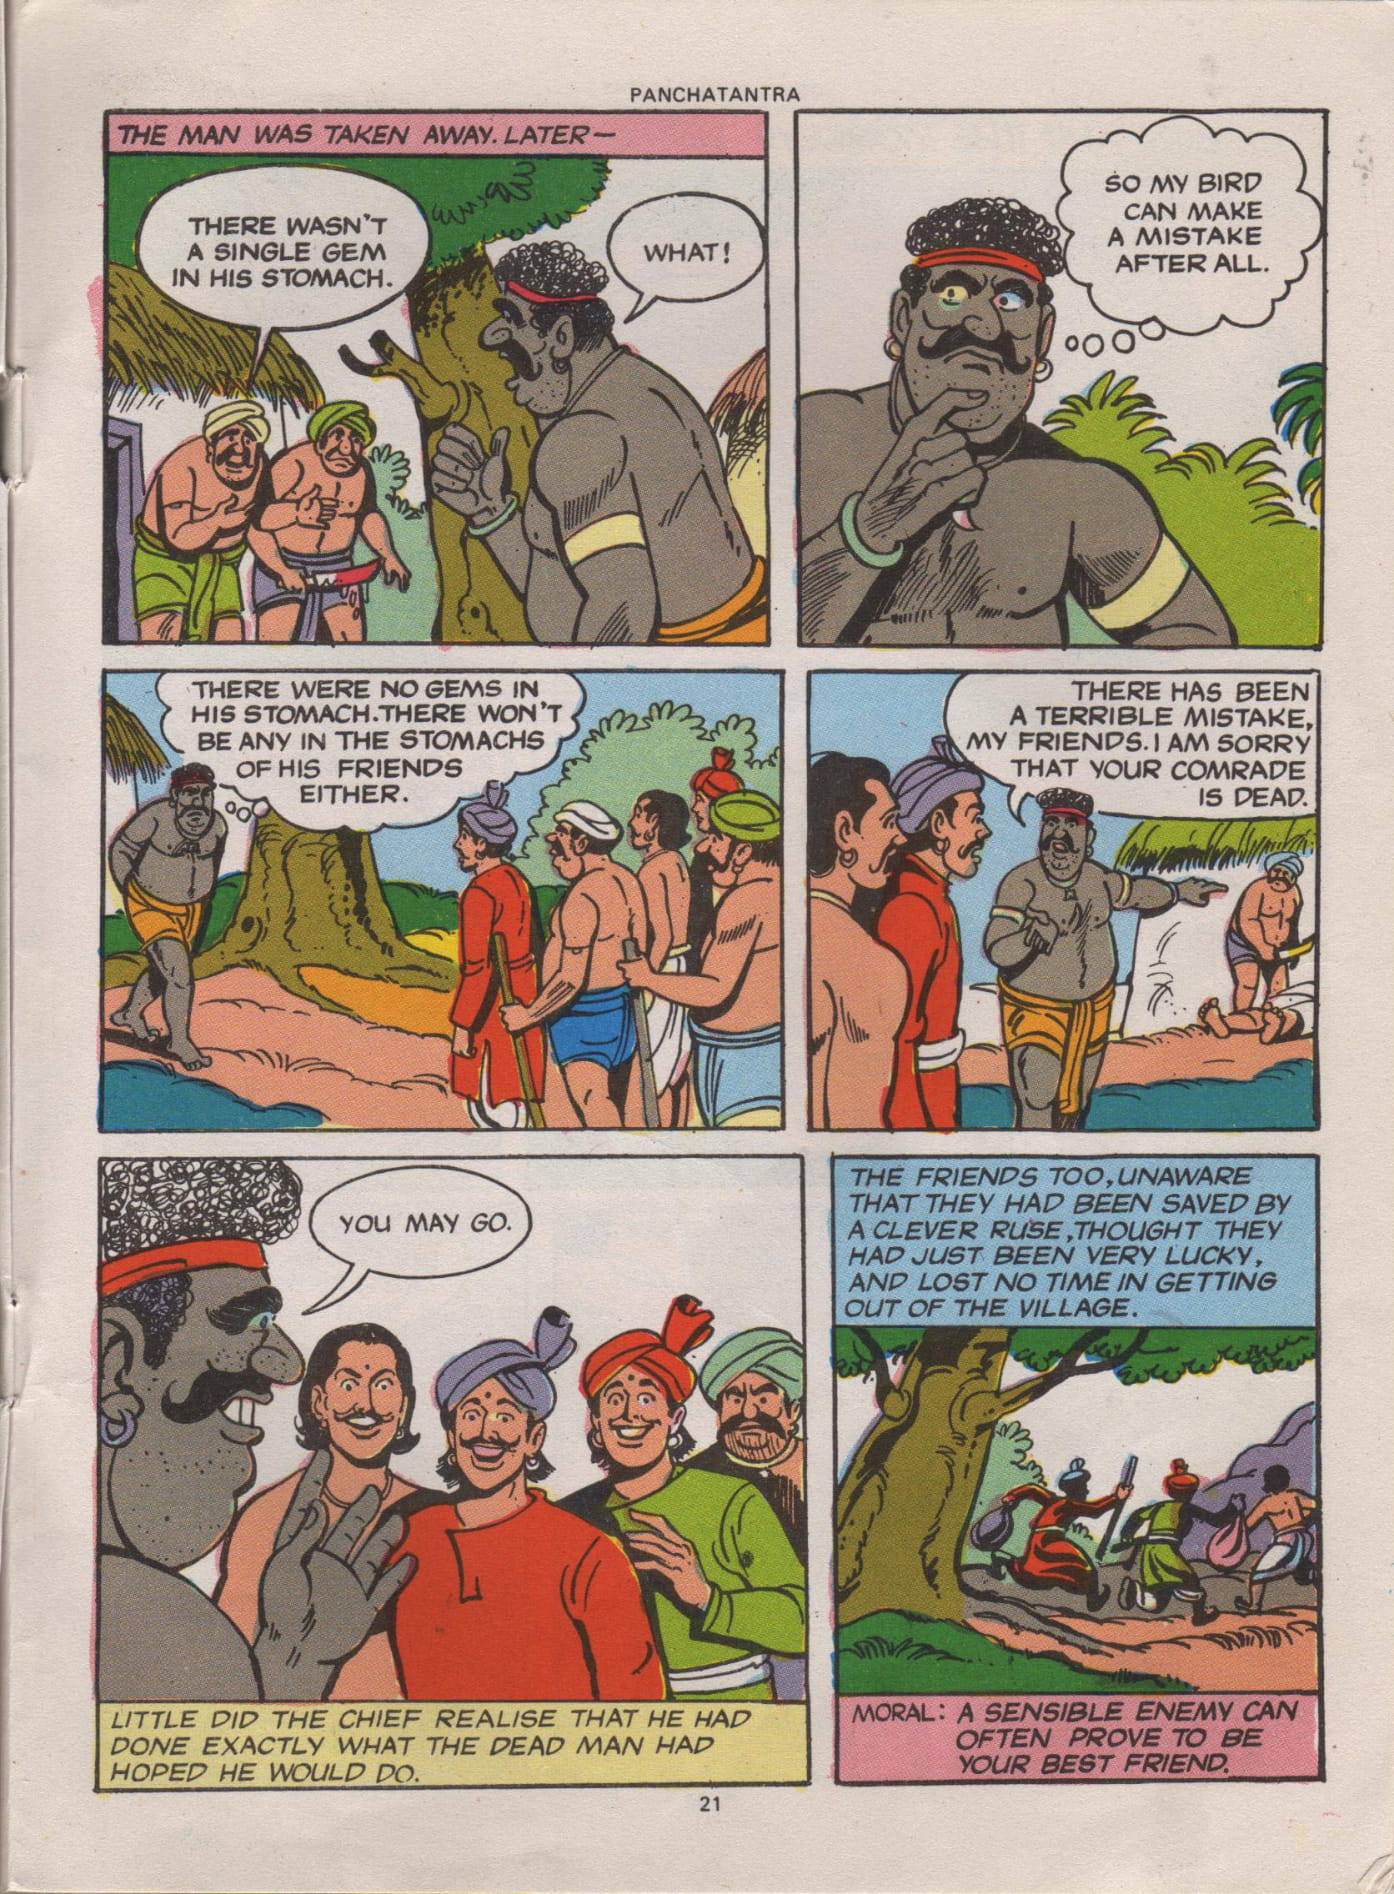 PANCHATANTRA
THE MAN WAS TAKEN AWAY. LATER—
THERE WASN'T
A SINGLE GEM
IN HIS STOMACH.
WHAT!
SO MY BIRD
CAN MAKE
A MISTAKE
AFTER ALL.
THERE WERE NO GEMS IN
HIS STOMACH. THERE WON'T
BE ANY IN THE STOMACHS
OF HIS FRIENDS
EITHER.
THERE HAS BEEN
A TERRIBLE MISTAKE,
MY FRIENDS. I AM SORRY
THAT YOUR COMRADE
IS DEAD.
YOU MAY GO.
LITTLE DID THE CHIEF REALISE THAT HE HAD
DONE EXACTLY WHAT THE DEAD MAN HAD
HOPED HE WOULD DO.
THE FRIENDS TOO, UNAWARE
THAT THEY HAD BEEN SAVED BY
A CLEVER RUSE, THOUGHT THEY
HAD JUST BEEN VERY LUCKY,
AND LOST NO TIME IN GETTING
OUT OF THE VILLAGE.
MORAL: A SENSIBLE ENEMY CAN
OFTEN PROVE TO BE
YOUR BEST FRIEND.
21